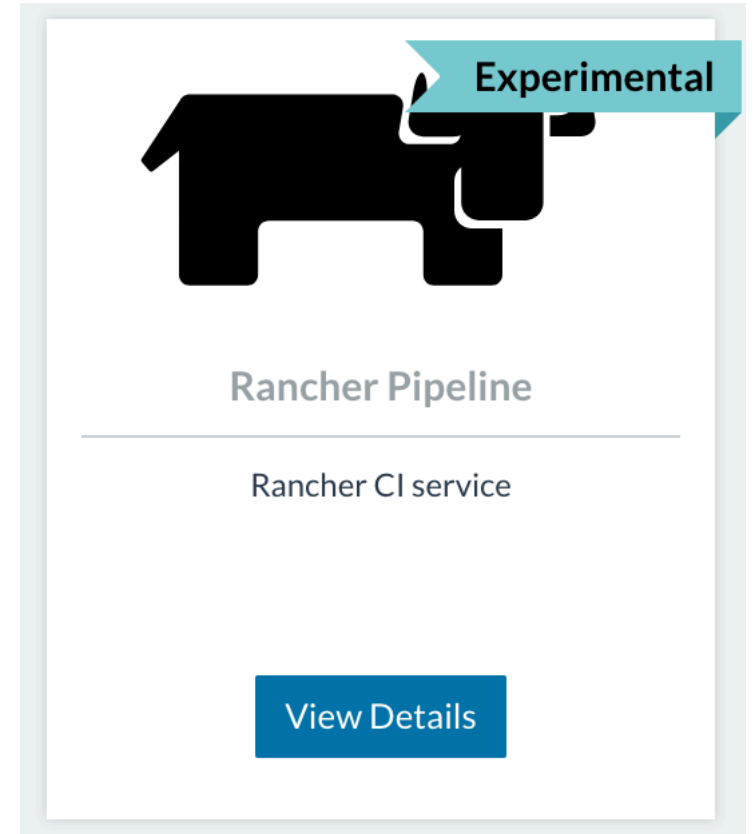 Experimental
Rancher Pipeline
Rancher CI service
View Details